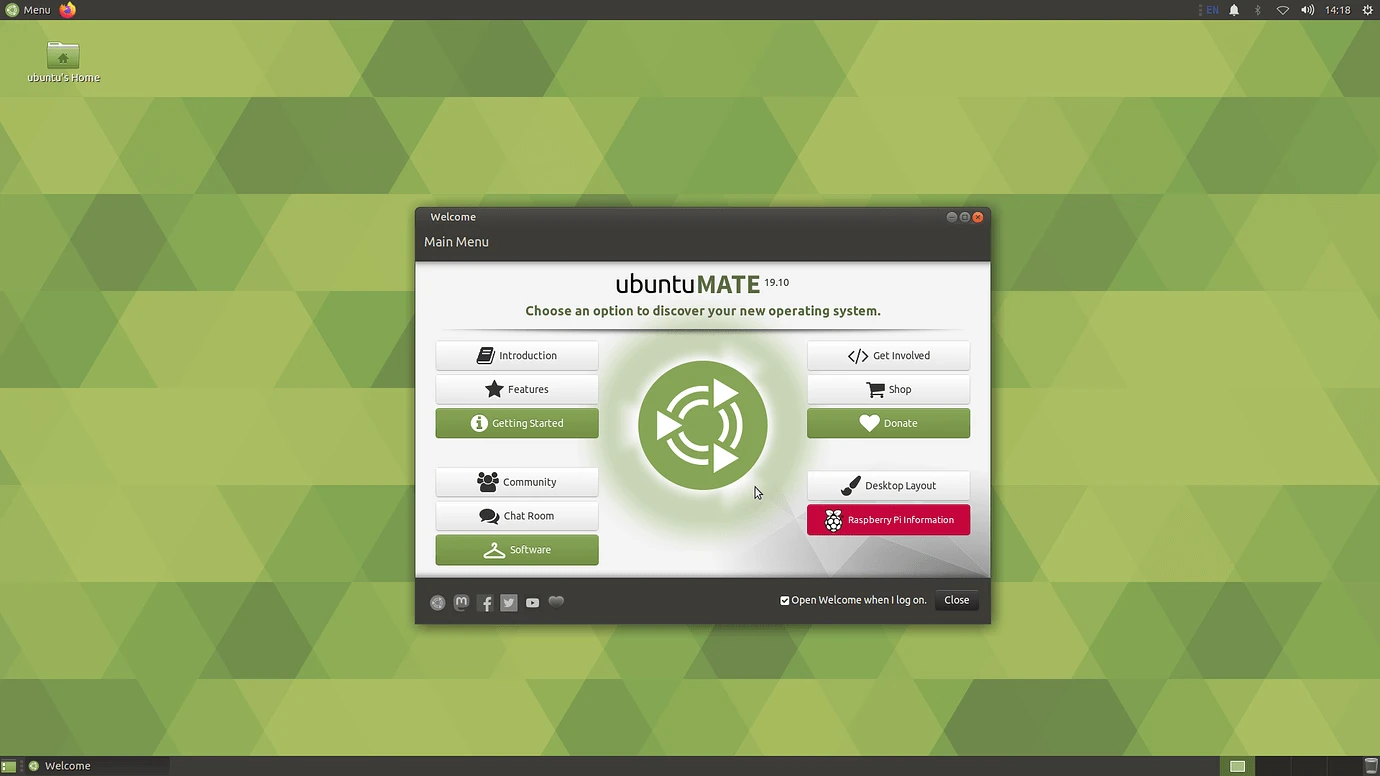 Menu
EN
14:18
ubuntu's Home
Welcome
Main Menu
ubuntuMATE 19.10
Choose an option to discover your new operating system.
Introduction
Features
Getting Started
Community
Chat Room
Software
Get Involved
Shop
Donate
Desktop Layout
Raspberry Pi Information
Open Welcome when I log on.
Close
Welcome